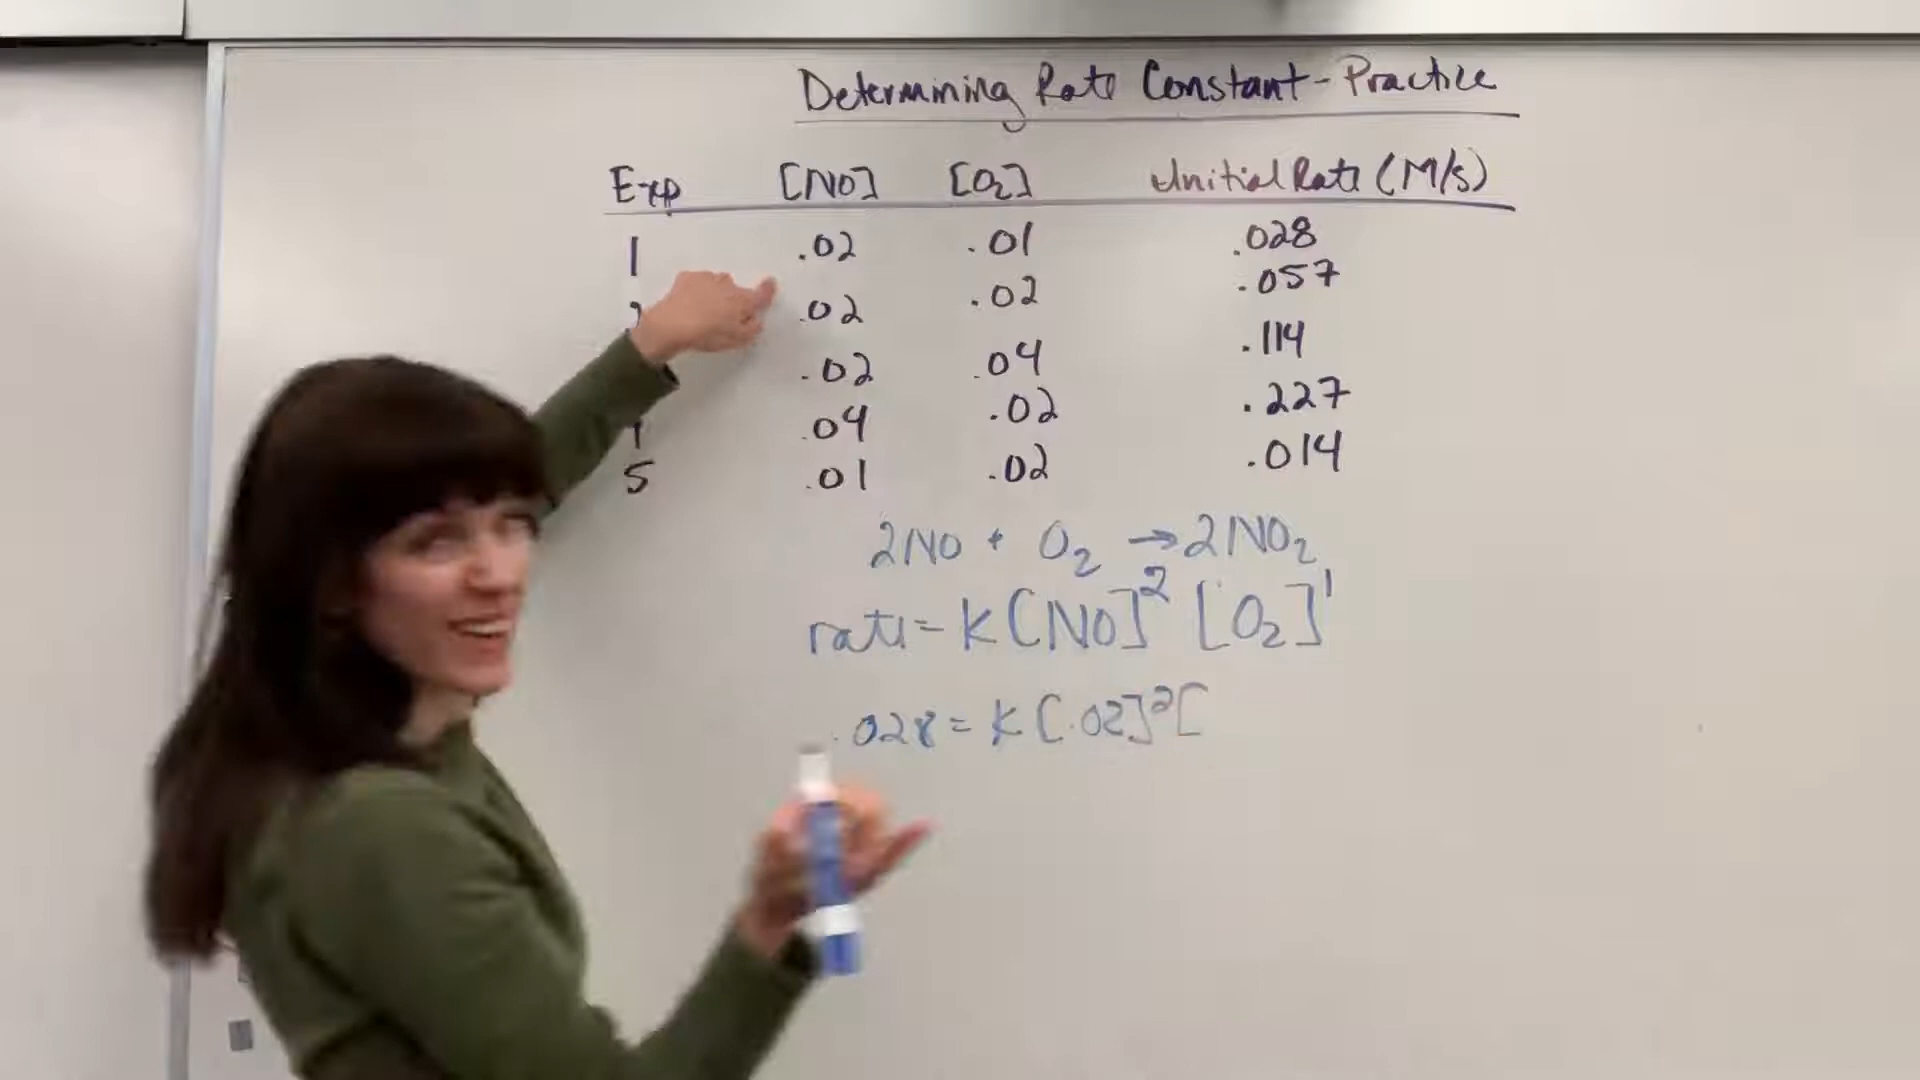 Determining Rate Constant - Practice
Exp [NO] [O2] Initial Rate (M/s)
1 .02 .01 .028
.02 .02 .057
.02 .04 .114
.04 .02 .227
5 .01 .02 .014
2NO + O2 → 2NO2
rate = K[NO]² [O2]¹
.028 = K[.02]²[